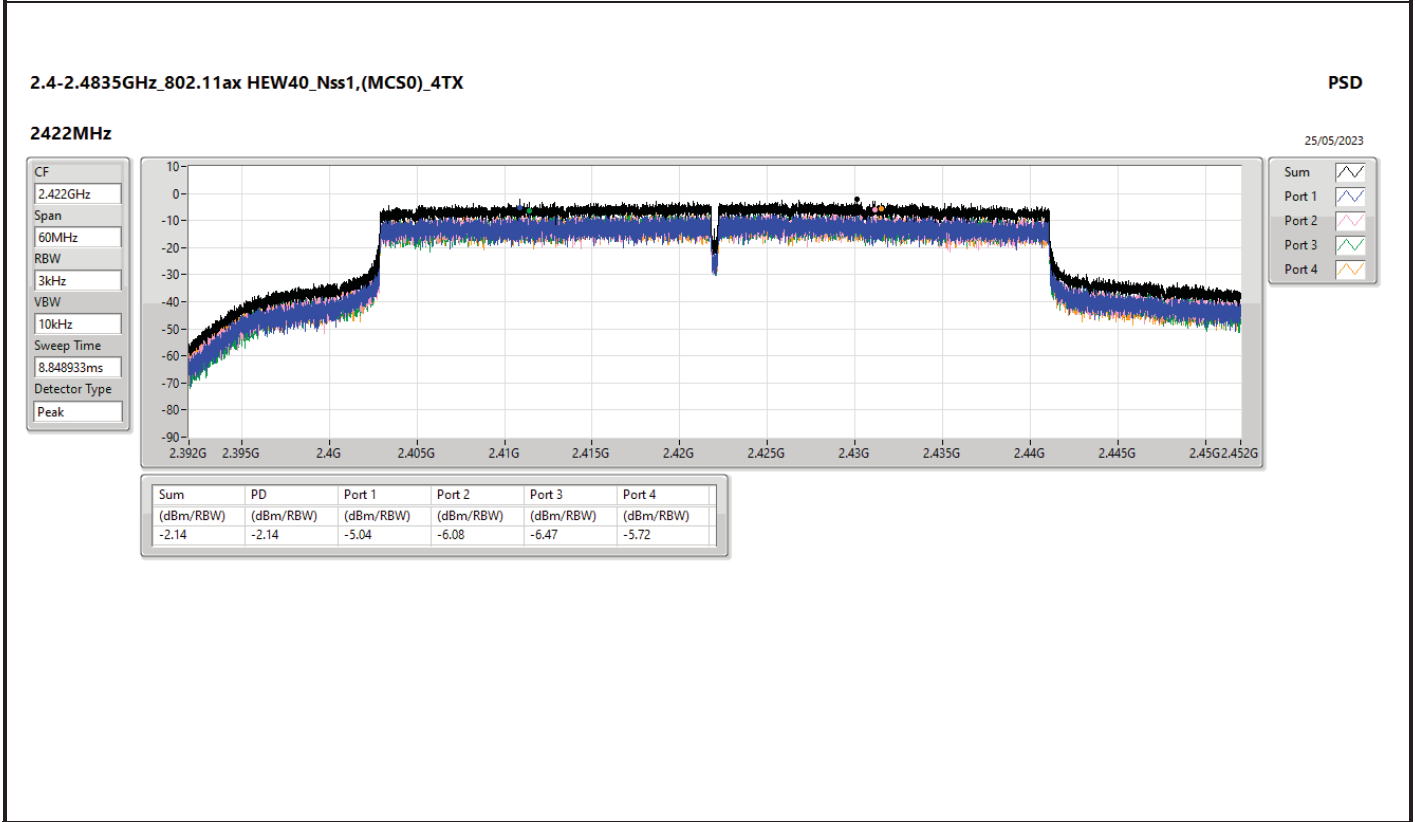 2.4-2.4835GHz_802.11ax HEW40_Nss1,(MCS0)_4TX
PSD
2422MHz
25/05/2023
CF
2.422GHz
Span
60MHz
RBW
3kHz
VBW
10kHz
Sweep Time
8.848933ms
Detector Type
Peak
10
0
-10
-20
-30
-40
-50
-60
-70
-80
-90
2.392G 2.395G 2.4G 2.405G 2.41G 2.415G 2.42G 2.425G 2.43G 2.435G 2.44G 2.445G 2.45G 2.452G
Sum
Port 1
Port 2
Port 3
Port 4
Sum PD Port 1 Port 2 Port 3 Port 4
(dBm/RBW) (dBm/RBW) (dBm/RBW) (dBm/RBW) (dBm/RBW) (dBm/RBW)
-2.14 -2.14 -5.04 -6.08 -6.47 -5.72